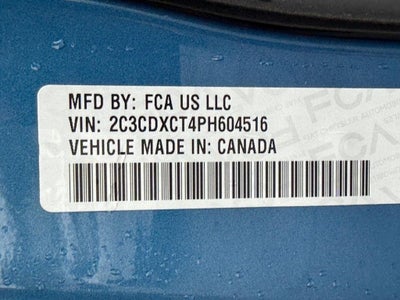 MFD BY: FCA US LLC
VIN: 2C3CDXCT4PH604516
VEHICLE MADE IN: CANADA